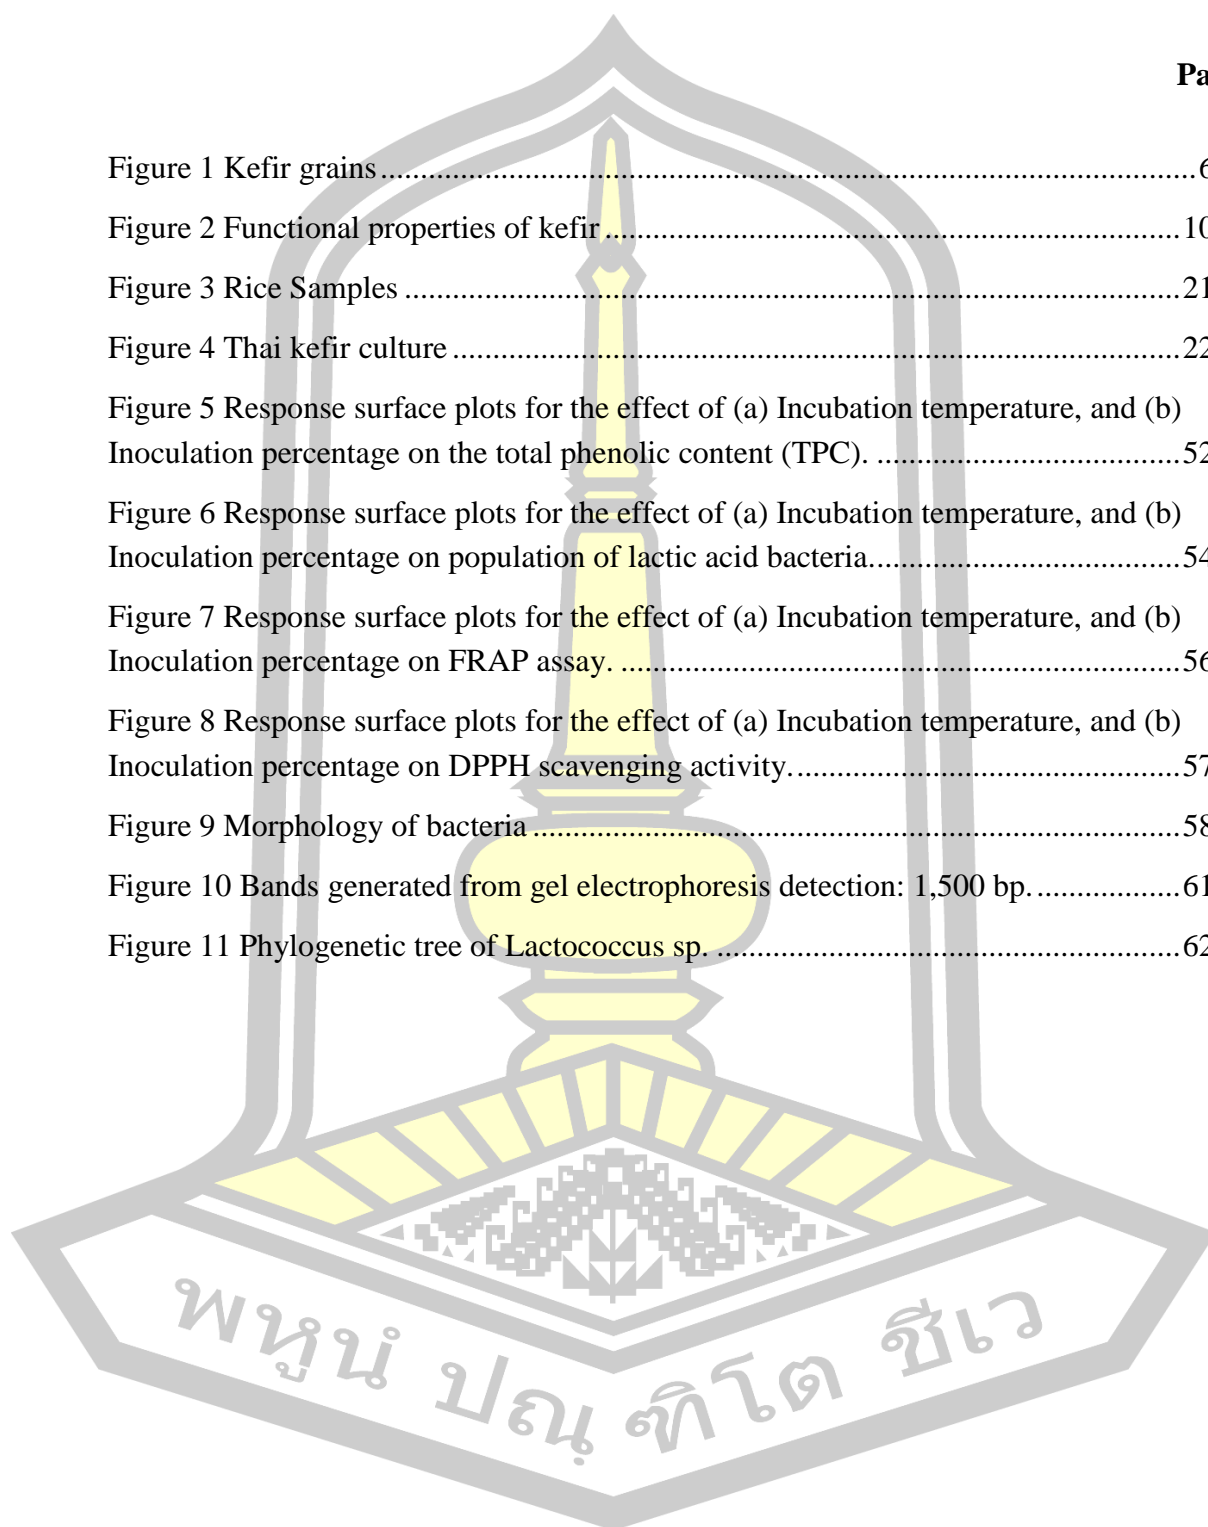 Pa
Figure 1 Kefir grains....................6
Figure 2 Functional properties of kefir....................10
Figure 3 Rice Samples ....................21
Figure 4 Thai kefir culture ....................22
Figure 5 Response surface plots for the effect of (a) Incubation temperature, and (b)
Inoculation percentage on the total phenolic content (TPC). ....................52
Figure 6 Response surface plots for the effect of (a) Incubation temperature, and (b)
Inoculation percentage on population of lactic acid bacteria.....................54
Figure 7 Response surface plots for the effect of (a) Incubation temperature, and (b)
Inoculation percentage on FRAP assay. ....................56
Figure 8 Response surface plots for the effect of (a) Incubation temperature, and (b)
Inoculation percentage on DPPH scavenging activity.....................57
Figure 9 Morphology of bacteria ....................58
Figure 10 Bands generated from gel electrophoresis detection: 1,500 bp.....................61
Figure 11 Phylogenetic tree of Lactococcus sp. ....................62
พหูนํ ปณฺฑิโต ชีเว